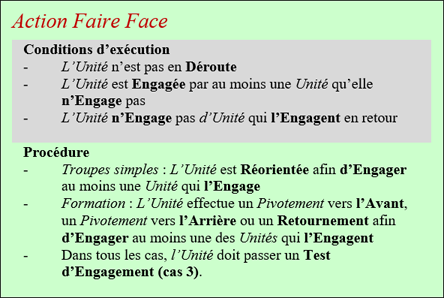 Action Faire Face
Conditions d'exécution
- L'Unité n'est pas en Déroute
- L'Unité est Engagée par au moins une Unité qu'elle
n'Engage pas
- L'Unité n'Engage pas d'Unité qui l'Engagent en retour
Procédure
- Troupes simples : L'Unité est Réorientée afin d'Engager
au moins une Unité qui l'Engage
- Formation : L'Unité effectue un Pivotement vers l'Avant,
un Pivotement vers l'Arrière ou un Retournement afin
d'Engager au moins une des Unités qui l'Engagent
- Dans tous les cas, l'Unité doit passer un Test
d'Engagement (cas 3).